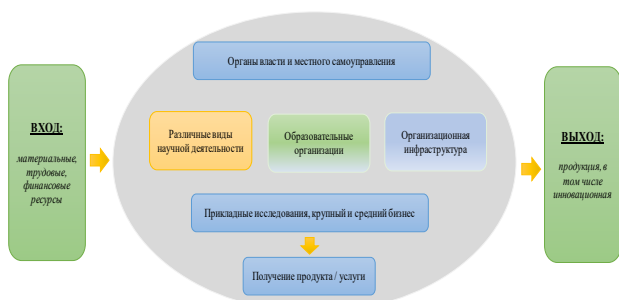 Органы власти и местного самоуправления
ВХОД:
материальные,
трудовые,
финансовые
ресурсы
Различные виды
научной деятельности
Образовательные
организации
Организационная
инфраструктура
ВЫХОД:
продукция, в
том числе
инновационная
Прикладные исследования, крупный и средний бизнес
Получение продукта / услуги